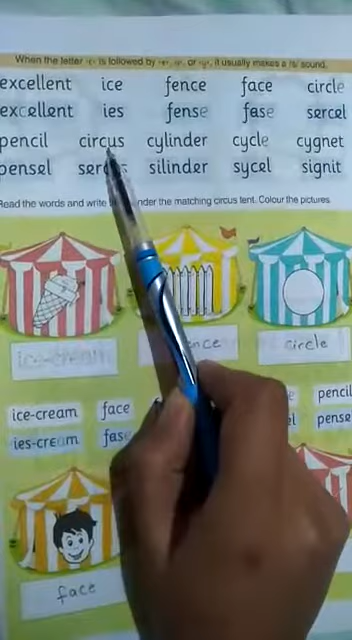 When the letter ‹c› is followed by ‹e›, ‹i›, or ‹y›, it usually makes a /s/ sound.
excellent ice fence face circle
excellent ies fense fase sercel
pencil circus cylinder cycle cygnet
pensel silinder sycel signit
Read the words and write under the matching circus tent. Colour the pictures.
ice-cream circle
ice-cream face pencil
ies-cream fase
face